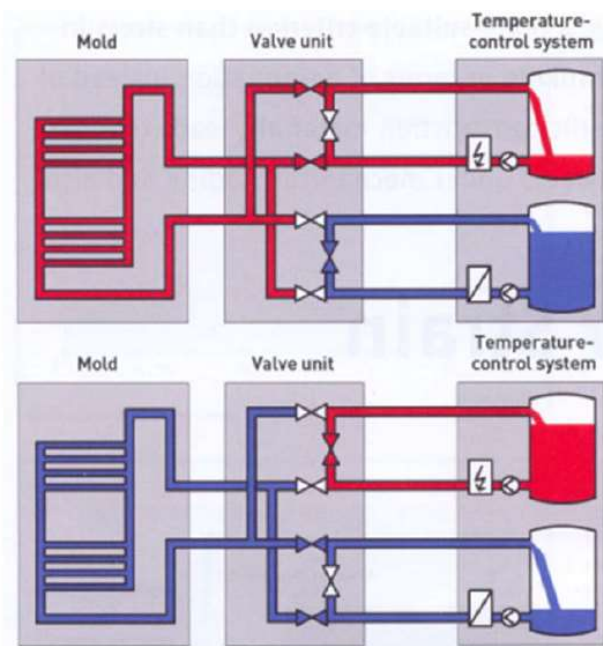 Mold
Valve unit
Temperature-
control system
Mold
Valve unit
Temperature-
control system